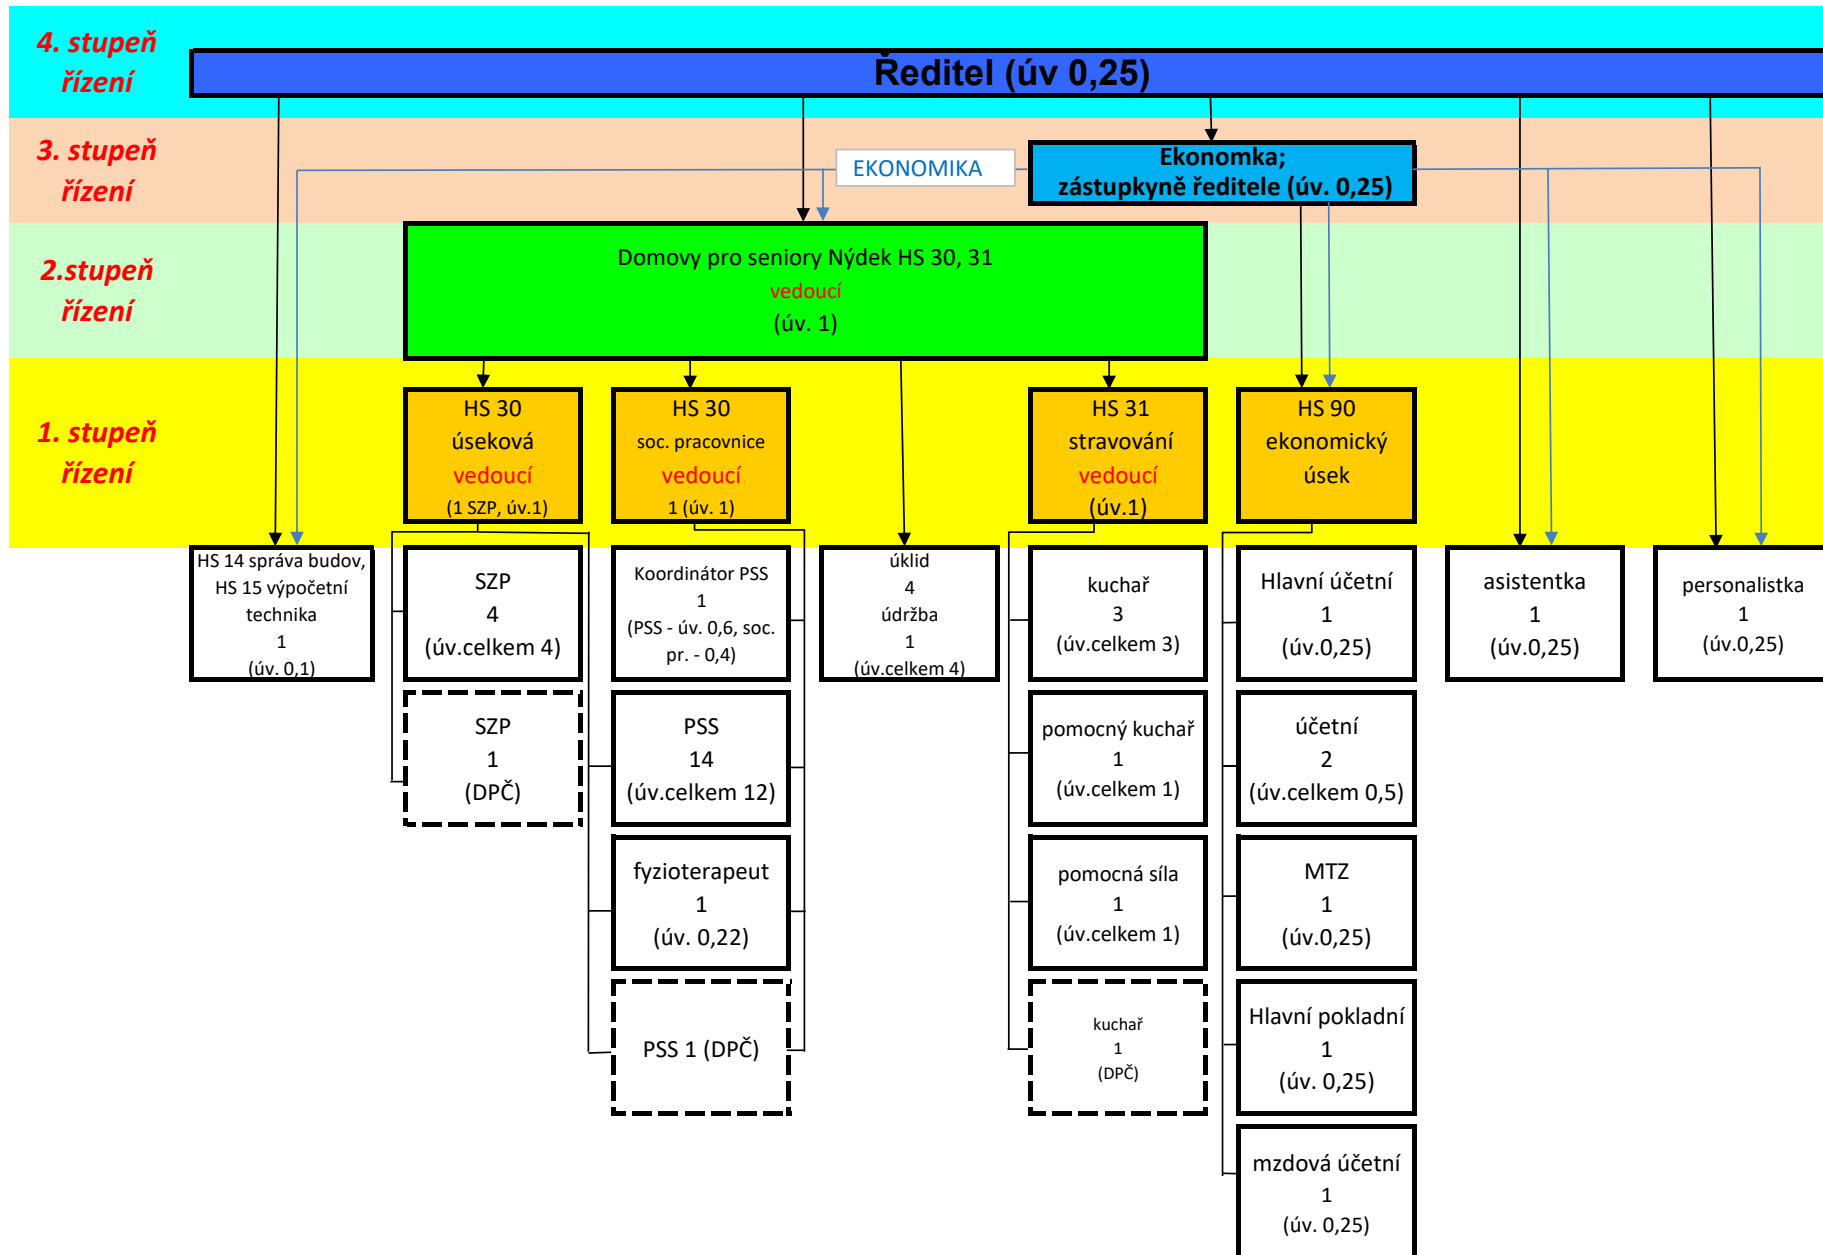 4. stupeň
řízení
Ředitel (úv 0,25)
3. stupeň
řízení
EKONOMIKA
Ekonomka;
zástupkyně ředitele (úv. 0,25)
2.stupeň
řízení
Domovy pro seniory Nýdek HS 30, 31
vedoucí
(úv. 1)
1. stupeň
řízení
HS 30
úseková
vedoucí
(1 SZP, úv.1)
HS 30
soc. pracovnice
vedoucí
1 (úv. 1)
HS 31
stravování
vedoucí
(úv.1)
HS 90
ekonomický
úsek
HS 14 správa budov,
HS 15 výpočetní
technika
1
(úv. 0,1)
SZP
4
(úv.celkem 4)
Koordinátor PSS
1
(PSS - úv. 0,6, soc.
pr. - 0,4)
úklid
4
údržba
1
(úv.celkem 4)
kuchař
3
(úv.celkem 3)
Hlavní účetní
1
(úv.0,25)
asistentka
1
(úv.0,25)
personalistka
1
(úv.0,25)
SZP
1
(DPČ)
PSS
14
(úv.celkem 12)
pomocný kuchař
1
(úv.celkem 1)
účetní
2
(úv.celkem 0,5)
fyzioterapeut
1
(úv. 0,22)
pomocná síla
1
(úv.celkem 1)
MTZ
1
(úv.0,25)
PSS 1 (DPČ)
kuchař
1
(DPČ)
Hlavní pokladní
1
(úv. 0,25)
mzdová účetní
1
(úv. 0,25)